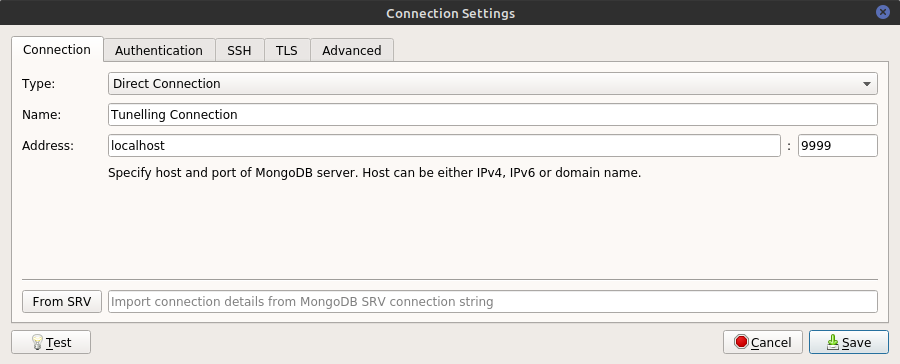 Connection Settings
Connection Authentication SSH TLS Advanced
Type: Direct Connection
Name: Tunelling Connection
Address: localhost : 9999
Specify host and port of MongoDB server. Host can be either IPv4, IPv6 or domain name.
From SRV Import connection details from MongoDB SRV connection string
Test Cancel Save